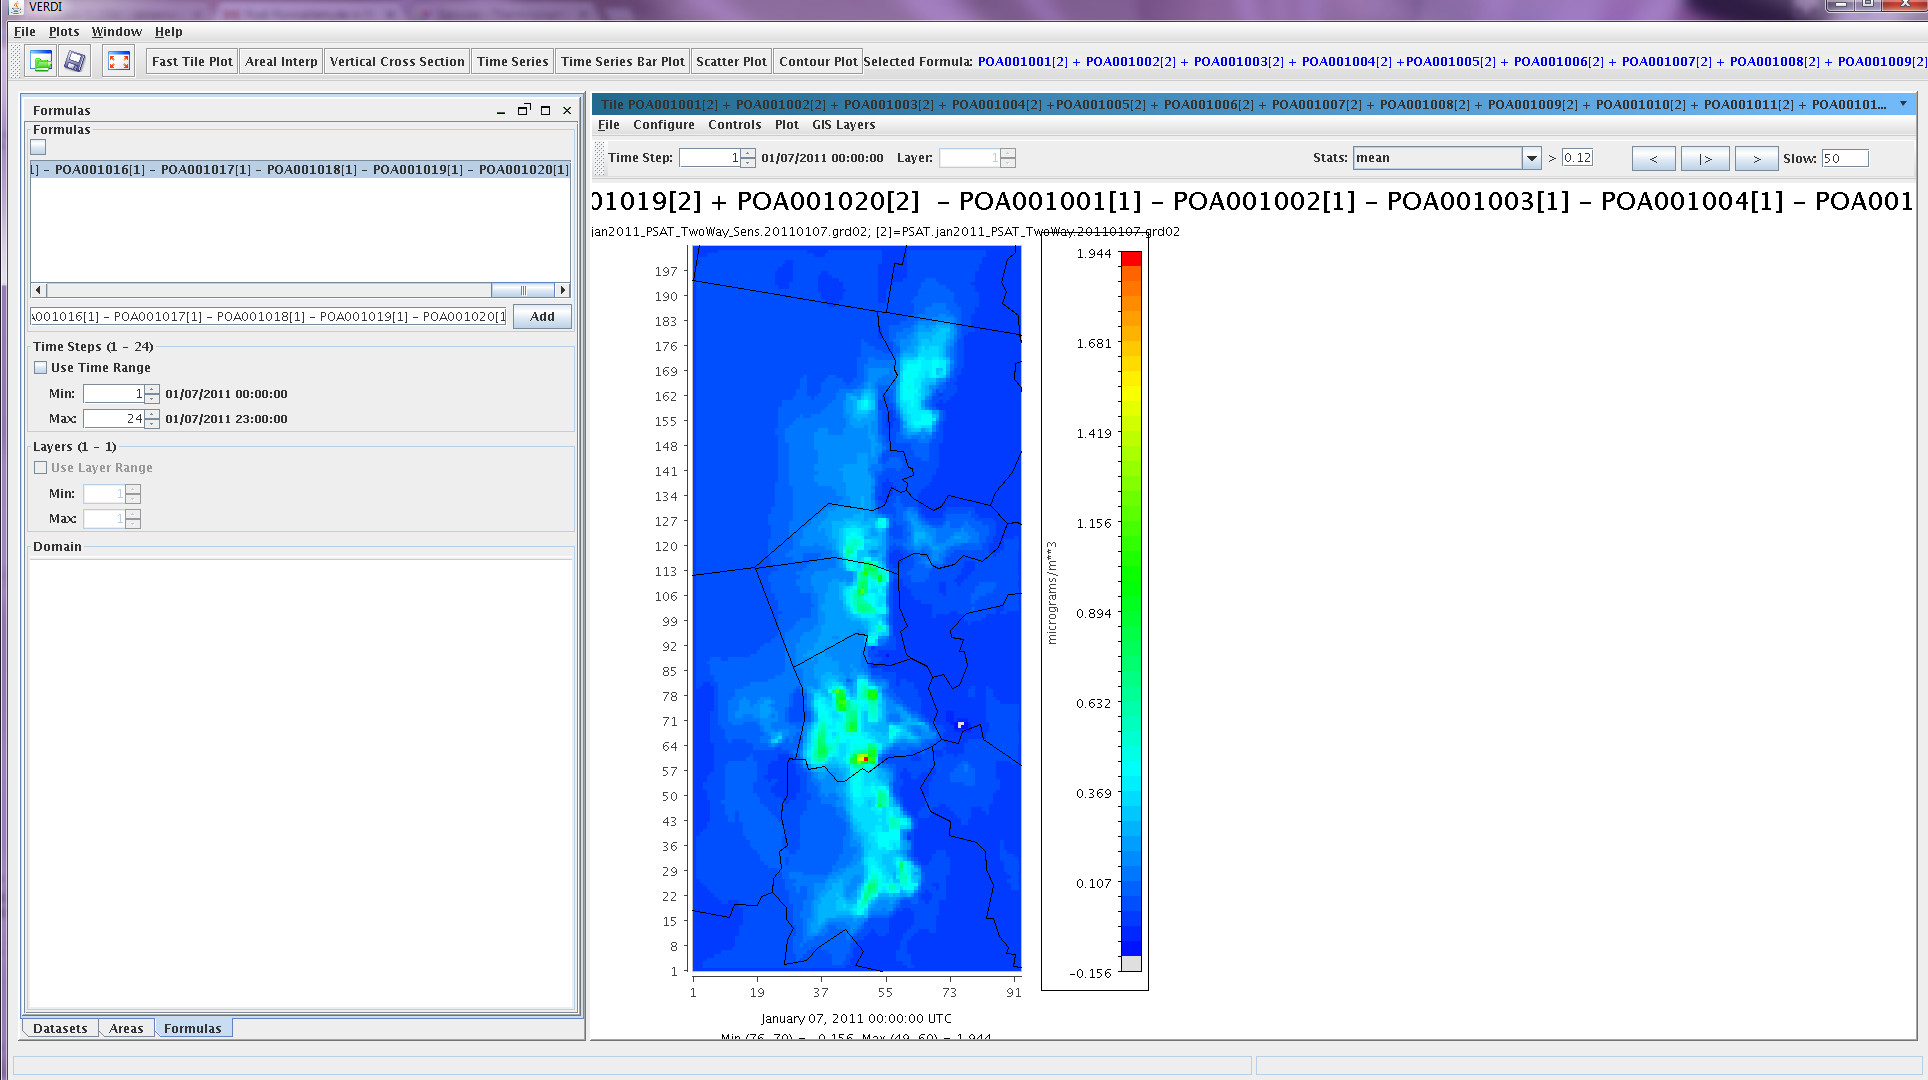 VERDI
File Plots Window Help
Fast Tile Plot Areal Interp Vertical Cross Section Time Series Time Series Bar Plot Scatter Plot Contour Plot Selected Formula: POA001001[2] + POA001002[2] + POA001003[2] + POA001004[2] +POA001005[2] + POA001006[2] + POA001007[2] + POA001008[2] + POA001009[2]
Formulas
Formulas
1] - POA001016[1] - POA001017[1] - POA001018[1] - POA001019[1] - POA001020[1]
A001016[1] - POA001017[1] - POA001018[1] - POA001019[1] - POA001020[1 Add
Time Steps (1 - 24)
Use Time Range
Min: 1 01/07/2011 00:00:00
Max: 24 01/07/2011 23:00:00
Layers (1 - 1)
Use Layer Range
Min: 1
Max: 1
Domain
Datasets Areas Formulas
Tile POA001001[2] + POA001002[2] + POA001003[2] + POA001004[2] +POA001005[2] + POA001006[2] + POA001007[2] + POA001008[2] + POA001009[2] + POA001010[2] + POA001011[2] + POA00101...
File Configure Controls Plot GIS Layers
Time Step: 1 01/07/2011 00:00:00 Layer: 1 Stats: mean > 0.12 < |> > Slow: 50
01019[2] + POA001020[2] - POA001001[1] - POA001002[1] - POA001003[1] - POA001004[1] - POA001
jan2011_PSAT_TwoWay_Sens.20110107.grd02; [2]=PSAT.jan2011_PSAT_TwoWay.20110107.grd02
197
190
183
176
169
162
155
148
141
134
127
120
113
106
99
92
85
78
71
64
57
50
43
36
29
22
15
8
1
1 19 37 55 73 91
January 07, 2011 00:00:00 UTC
Min (76, 70) = -0.156, Max (49, 60) = 1.944
micrograms/m**3
1.944
1.681
1.419
1.156
0.894
0.632
0.369
0.107
-0.156